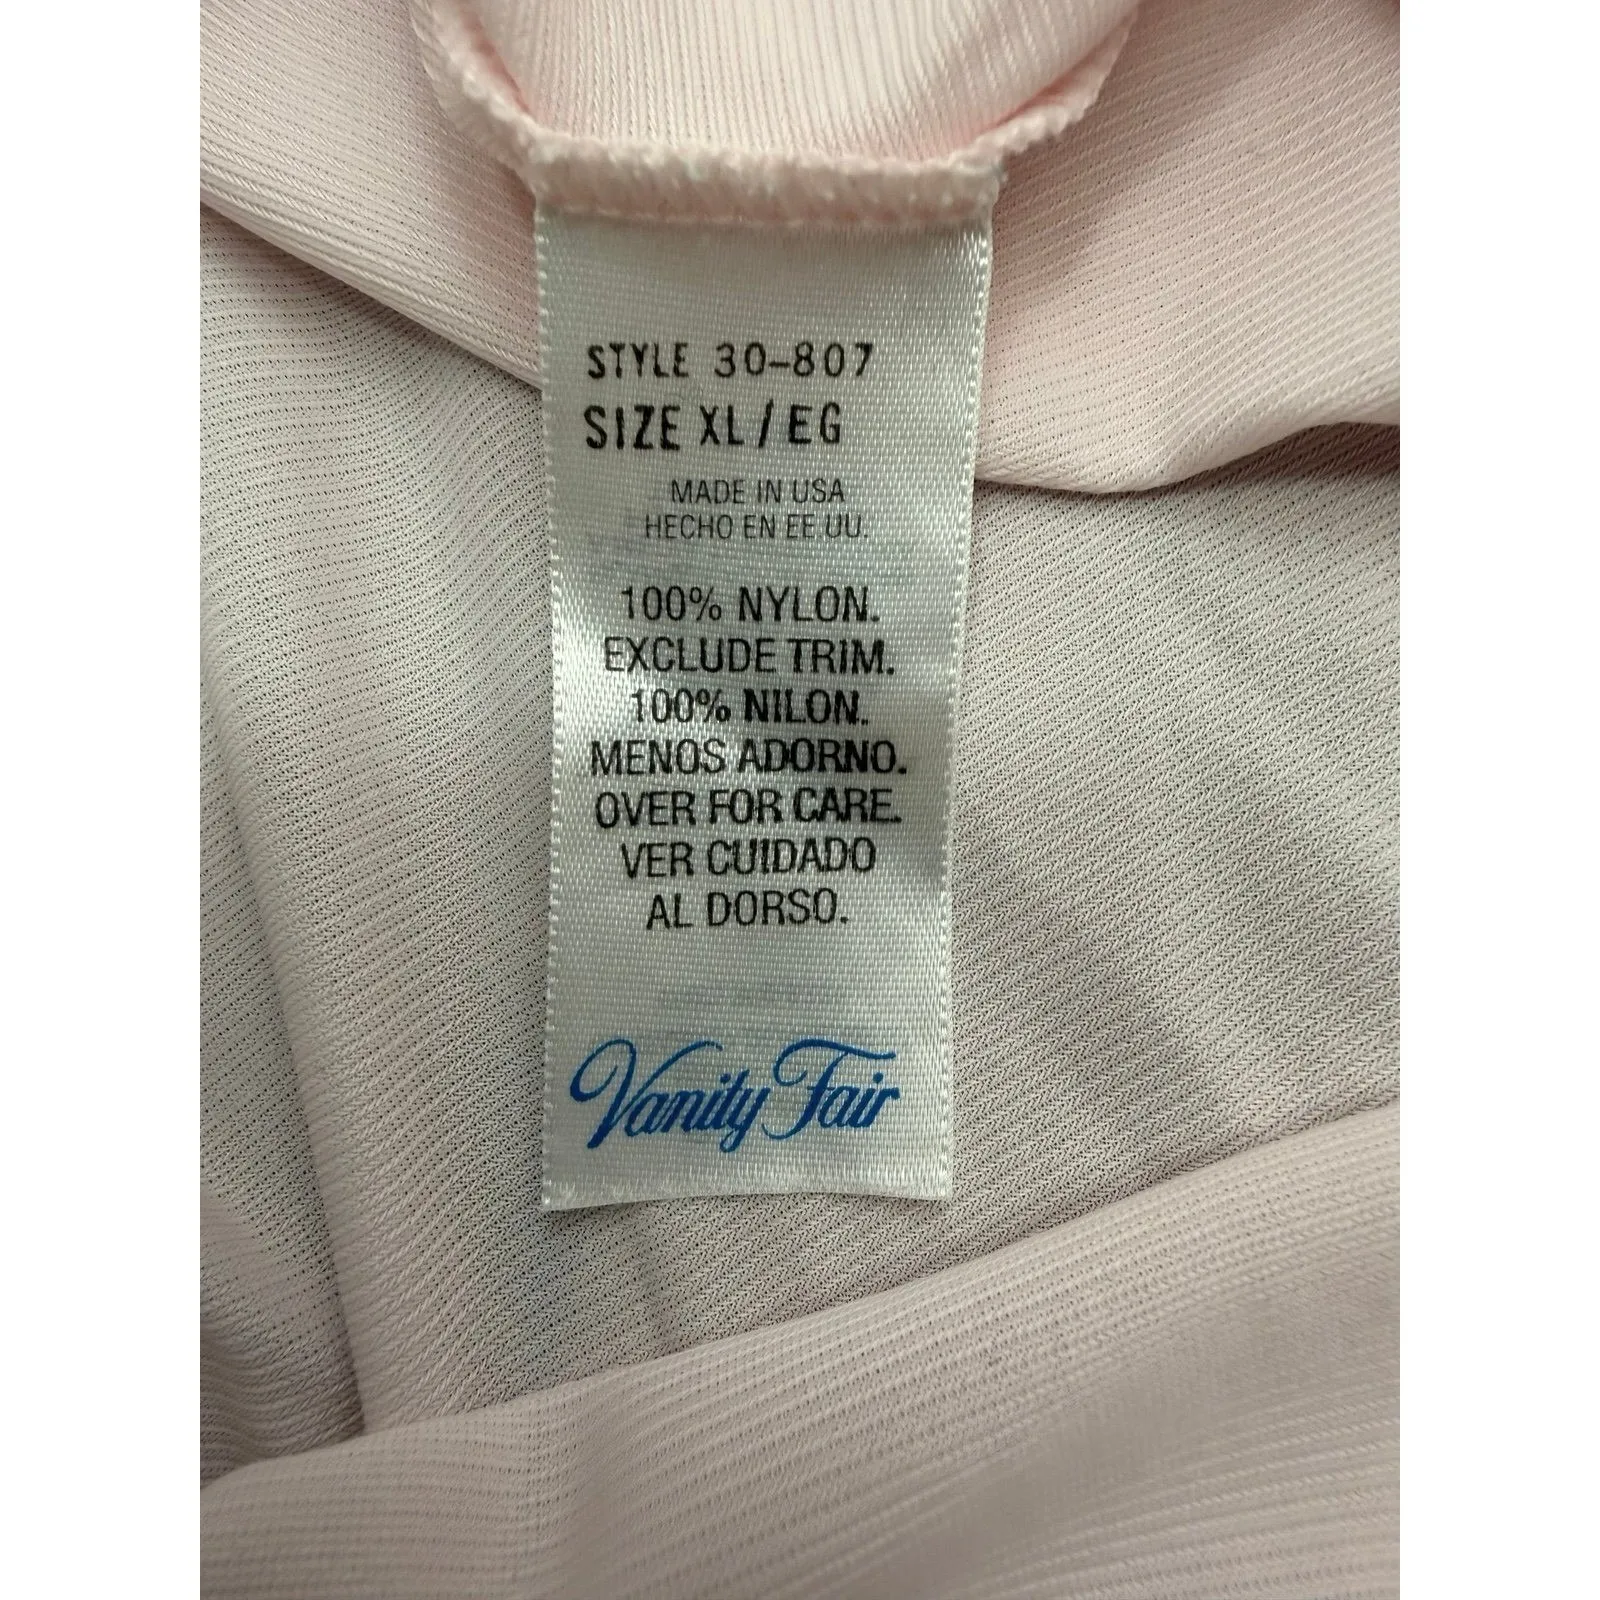 STYLE 30-807
SIZE XL/EG
MADE IN USA
HECHO EN EE.UU.
100% NYLON.
EXCLUDE TRIM.
100% NILON.
MENOS ADORNO.
OVER FOR CARE.
VER CUIDADO
AL DORSO.
Vanity Fair